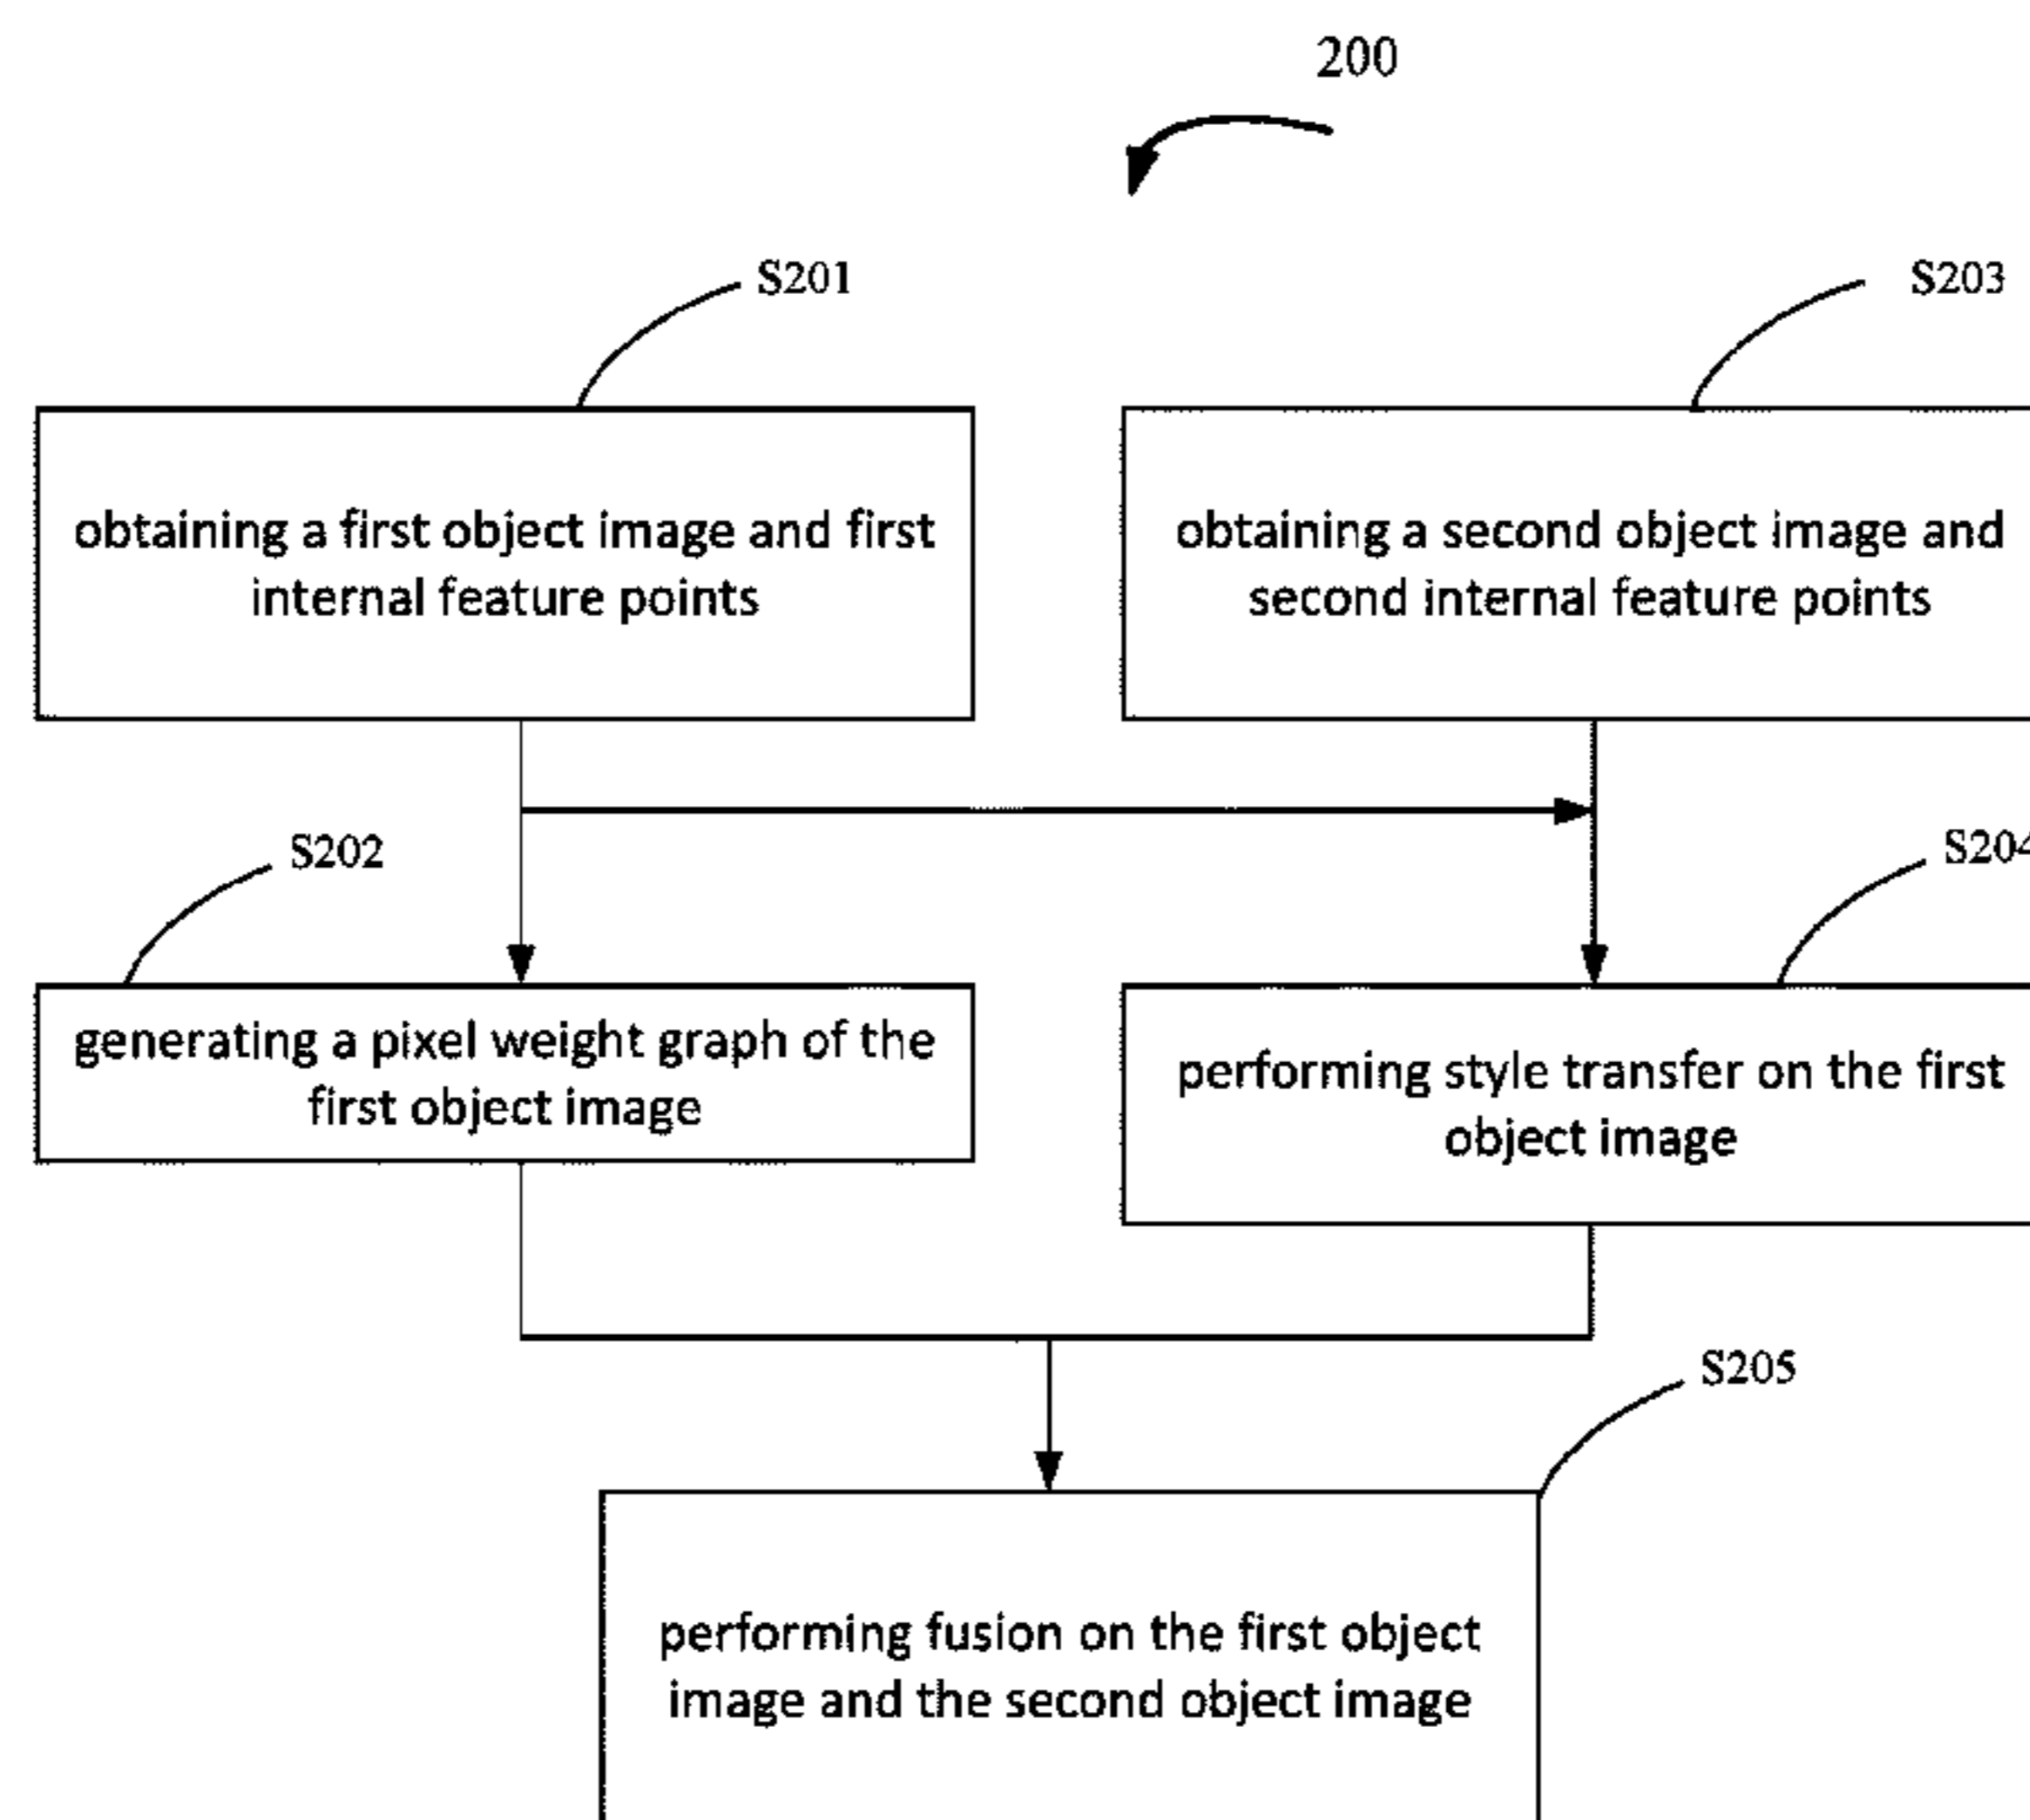 200
S201
S203
obtaining a first object image and first
internal feature points
obtaining a second object image and
second internal feature points
S202
S204
generating a pixel weight graph of the
first object image
performing style transfer on the first
object image
S205
performing fusion on the first object
image and the second object image